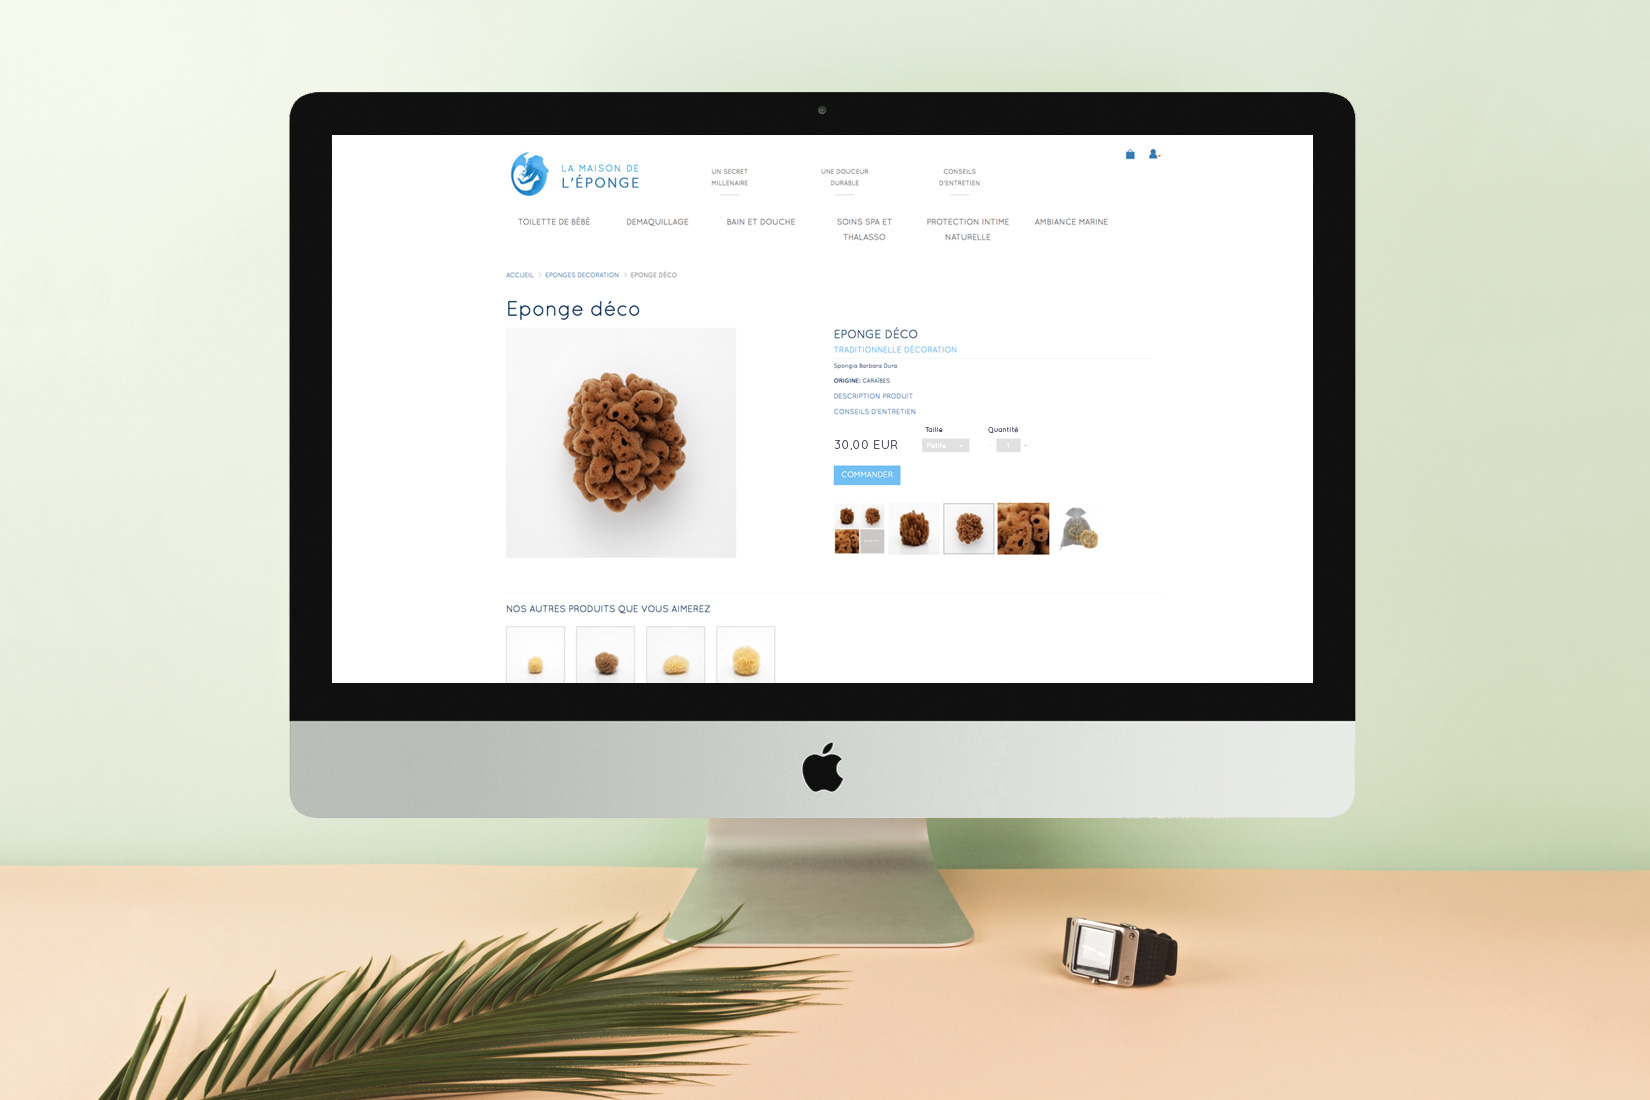 LA MAISON DE
L'ÉPONGE
UN SECRET
MILLENAIRE
UNE DOUCEUR
DURABLE
CONSEILS
D'ENTRETIEN
TOILETTE DE BÉBÉ
DEMAQUILLAGE
BAIN ET DOUCHE
SOINS SPA ET
THALASSO
PROTECTION INTIME
NATURELLE
AMBIANCE MARINE
ACCUEIL > EPONGES DECORATION > EPONGE DÉCO
Eponge déco
EPONGE DÉCO
TRADITIONNELLE DÉCORATION
Spongia Barbara Dura
ORIGINE: CARAÏBES
DESCRIPTION PRODUIT
CONSEILS D'ENTRETIEN
Taille
Quantité
30,00 EUR
Petite
- 1 +
COMMANDER
NOS AUTRES PRODUITS QUE VOUS AIMEREZ